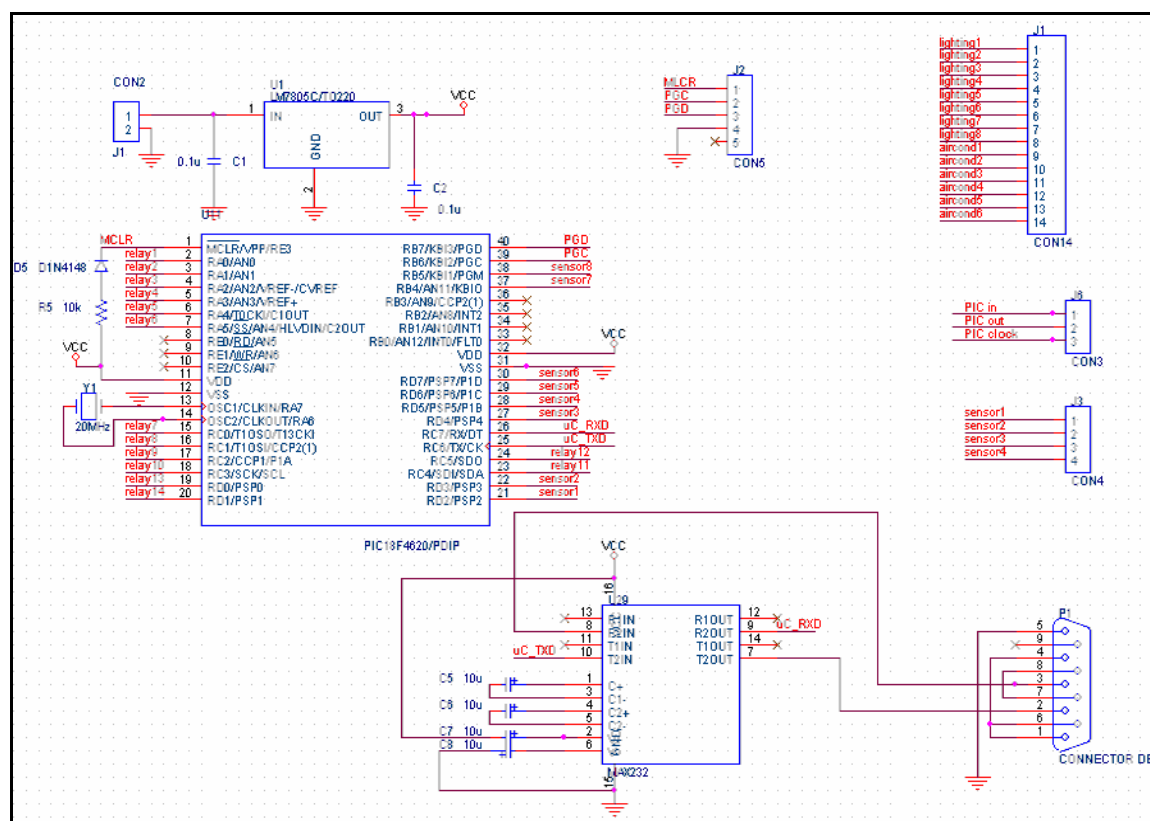 CON2
1
2
J1
U1
LM7805C/TO220
1
IN
OUT
3
GND
2
VCC
0.1u
C1
C2
0.1u
J2
MLCR
1
PGC
2
PGD
3
4
5
CON5
J1
lighting1
1
lighting2
2
lighting3
3
lighting4
4
lighting5
5
lighting6
6
lighting7
7
lighting8
8
aircond1
9
aircond2
10
aircond3
11
aircond4
12
aircond5
13
aircond6
14
CON14
MCLR
1
MCLR/VPP/RE3
relay1
2
RA0/AN0
relay2
3
RA1/AN1
relay3
4
RA2/AN2/VREF-/CVREF
relay4
5
RA3/AN3/VREF+
relay5
6
RA4/T0CKI/C1OUT
relay6
7
RA5/SS/AN4/HLVDIN/C2OUT
8
RE0/RD/AN5
9
RE1/WR/AN6
10
RE2/CS/AN7
11
VDD
12
VSS
13
OSC1/CLKIN/RA7
14
OSC2/CLKOUT/RA6
relay7
15
RC0/T1OSO/T13CKI
relay8
16
RC1/T1OSI/CCP2(1)
relay9
17
RC2/CCP1/P1A
relay10
18
RC3/SCK/SCL
relay13
19
RD0/PSP0
relay14
20
RD1/PSP1
D5 D1N4148
R5 10k
VCC
Y1
20MHz
RB7/KBI3/PGD
40
PGD
RB6/KBI2/PGC
39
PGC
RB5/KBI1/PGM
38
sensor8
RB4/AN11/KBIO
37
sensor7
RB3/AN9/CCP2(1)
36
RB2/AN8/INT2
35
RB1/AN10/INT1
34
RB0/AN12/INT0/FLT0
33
VDD
32
VCC
VSS
31
RD7/PSP7/P1D
30
sensor6
RD6/PSP6/P1C
29
sensor5
RD5/PSP5/P1B
28
sensor4
RD4/PSP4
27
sensor3
RC7/RX/DT
26
uC_RXD
RC6/TX/CK
25
uC_TXD
RC5/SDO
24
relay12
RC4/SDI/SDA
23
relay11
RD3/PSP3
22
sensor2
RD2/PSP2
21
sensor1
PIC18F4620/PDIP
J6
PIC in
1
PIC out
2
PIC clock
3
CON3
J3
sensor1
1
sensor2
2
sensor3
3
sensor4
4
CON4
VCC
16
U29
13
R1IN
8
R2IN
11
T1IN
uC_TXD
10
T2IN
R1OUT
12
R2OUT
9
uC_RXD
T1OUT
14
T2OUT
7
C5 10u
1
C+
3
C1-
C6 10u
4
C2+
5
C2-
C7 10u
2
C8 10u
6
15
MAX232
P1
5
9
4
8
3
7
2
6
1
CONNECTOR DE